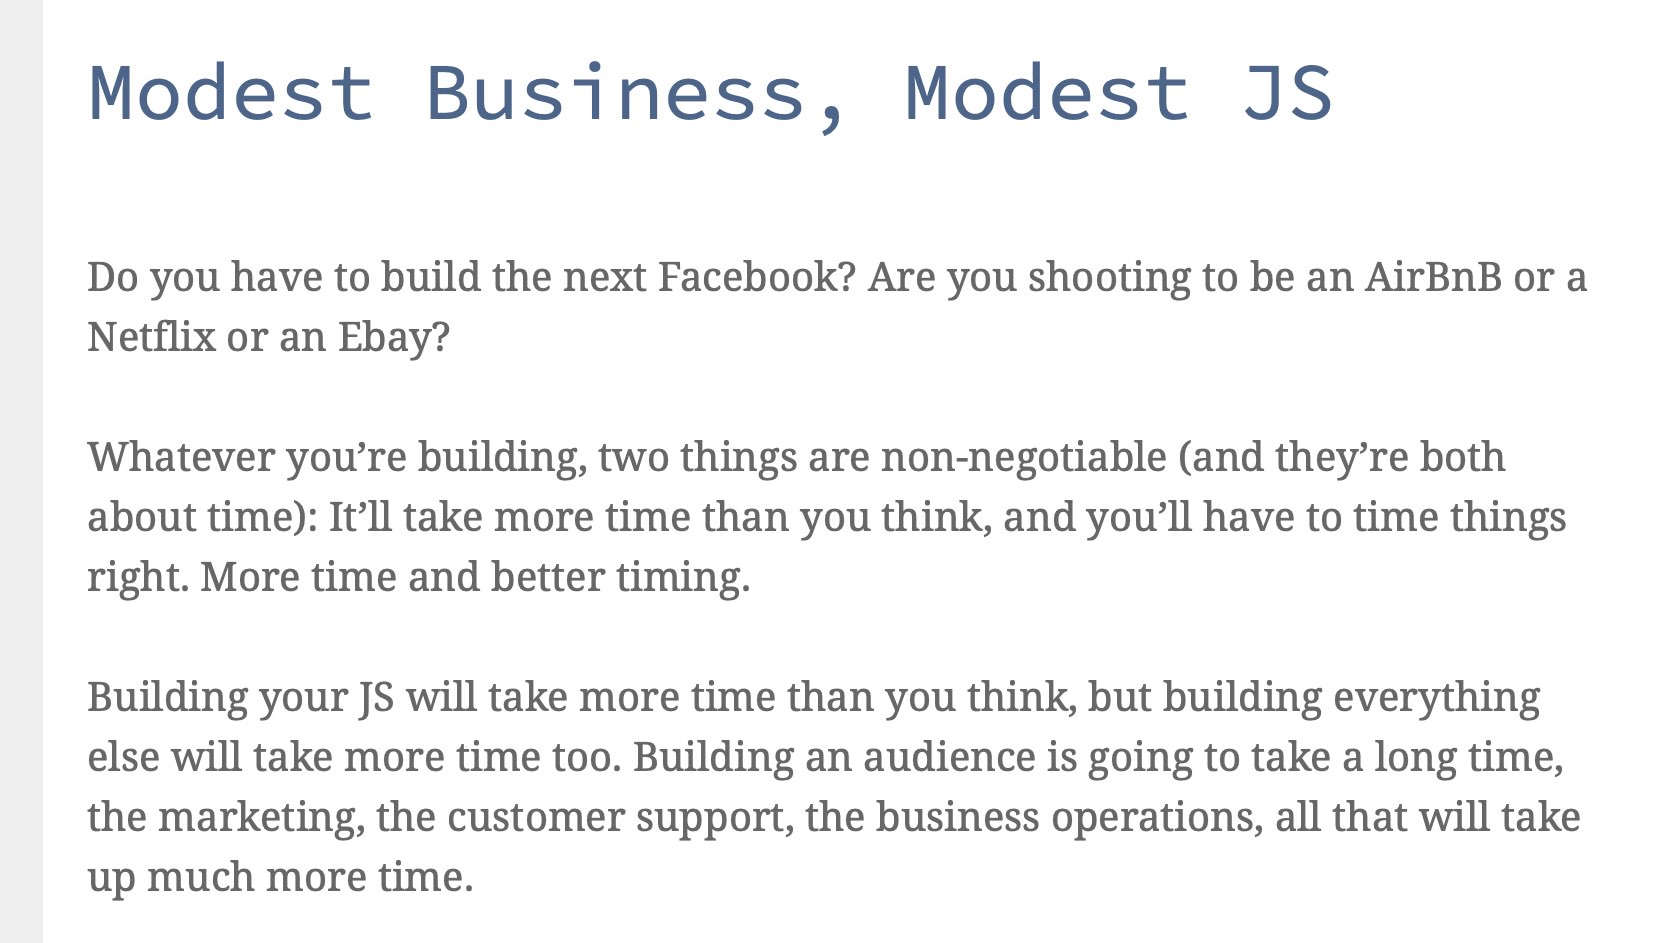 Modest Business, Modest JS
Do you have to build the next Facebook? Are you shooting to be an AirBnB or a
Netflix or an Ebay?
Whatever you’re building, two things are non-negotiable (and they’re both
about time): It’ll take more time than you think, and you’ll have to time things
right. More time and better timing.
Building your JS will take more time than you think, but building everything
else will take more time too. Building an audience is going to take a long time,
the marketing, the customer support, the business operations, all that will take
up much more time.